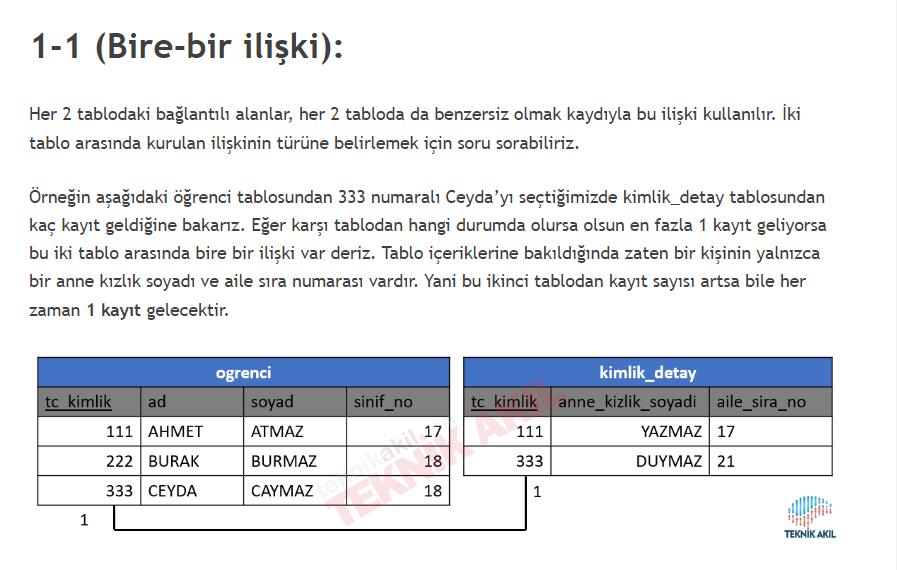 1-1 (Bire-bir ilişki):
Her 2 tablodaki bağlantılı alanlar, her 2 tabloda da benzersiz olmak kaydıyla bu ilişki kullanılır. İki
tablo arasında kurulan ilişkinin türüne belirlemek için soru sorabiliriz.
Örneğin aşağıdaki öğrenci tablosundan 333 numaralı Ceyda’yı seçtiğimizde kimlik_detay tablosundan
kaç kayıt geldiğine bakarız. Eğer karşı tablodan hangi durumda olursa olsun en fazla 1 kayıt geliyorsa
bu iki tablo arasında bire bir ilişki var deriz. Tablo içeriklerine bakıldığında zaten bir kişinin yalnızca
bir anne kızlık soyadı ve aile sıra numarası vardır. Yani bu ikinci tablodan kayıt sayısı artsa bile her
zaman 1 kayıt gelecektir.
ogrenci
tc_kimlik ad soyad sinif_no
111 AHMET ATMAZ 17
222 BURAK BURMAZ 18
333 CEYDA CAYMAZ 18
kimlik_detay
tc_kimlik anne_kizlik_soyadi aile_sira_no
111 YAZMAZ 17
333 DUYMAZ 21
1
1
teknikakil
TEKNİK AKIL
TEKNİK AKIL